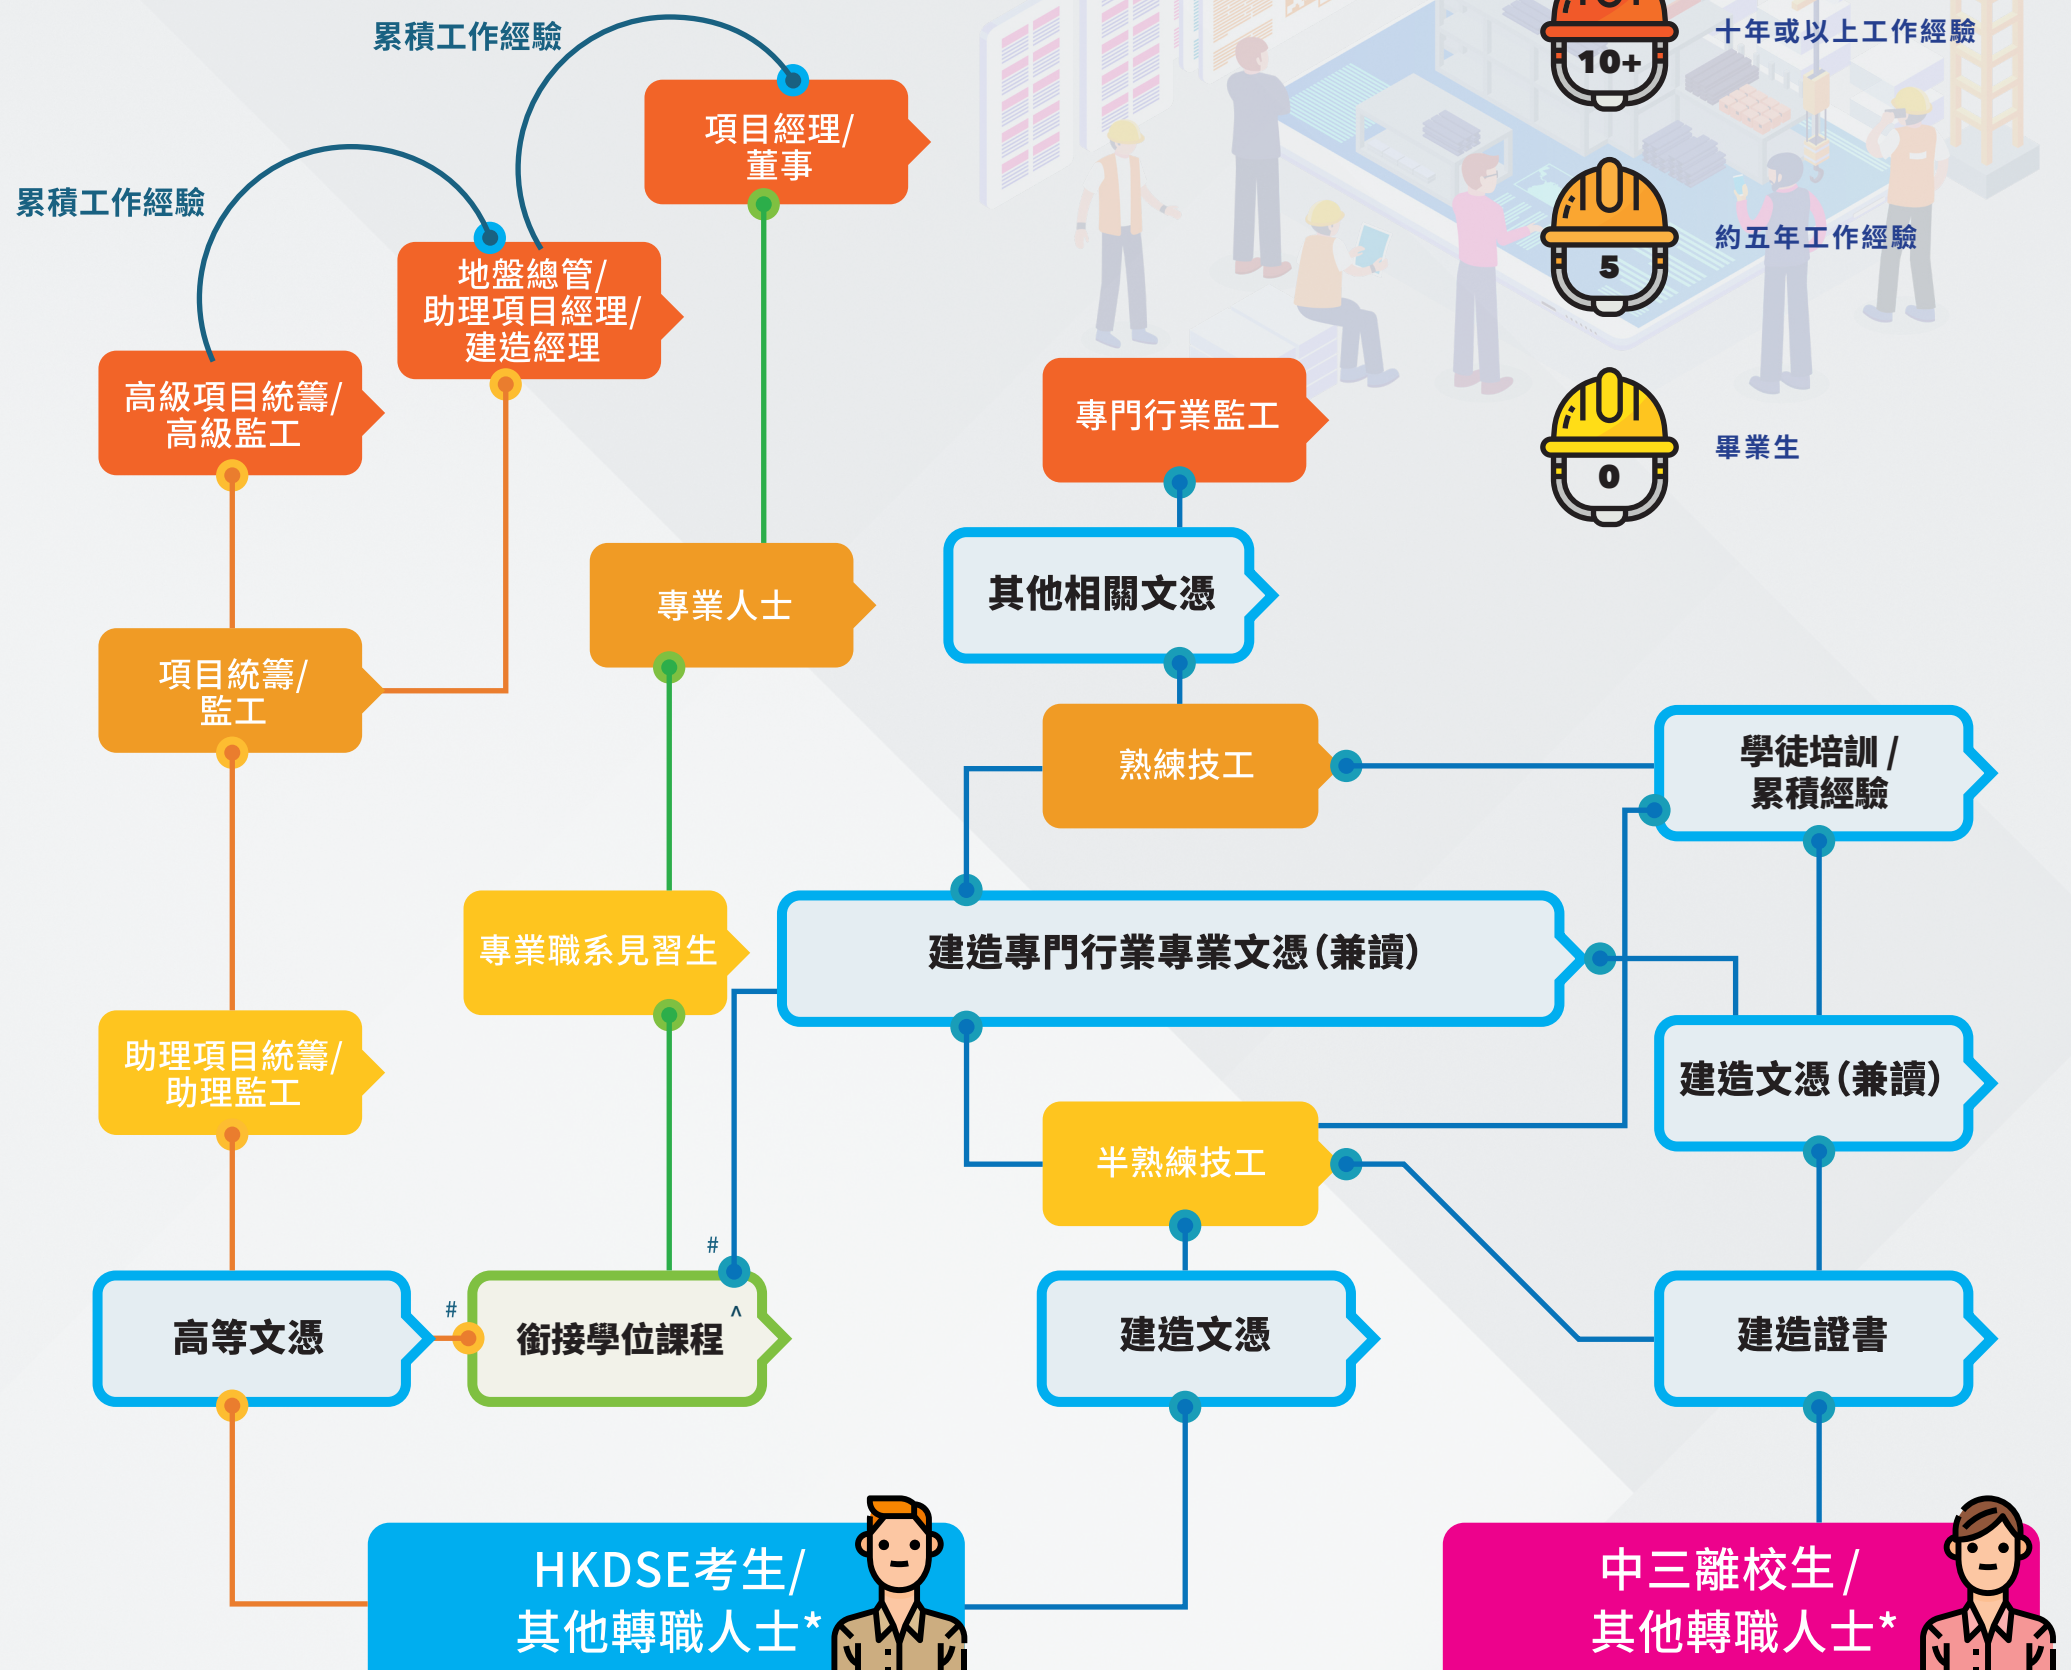 累積工作經驗
10+
十年或以上工作經驗
項目經理/
董事
累積工作經驗
5
約五年工作經驗
地盤總管/
助理項目經理/
建造經理
高級項目統籌/
高級監工
專門行業監工
0
畢業生
專業人士
其他相關文憑
項目統籌/
監工
熟練技工
學徒培訓/
累積經驗
專業職系見習生
建造專門行業專業文憑(兼讀)
助理項目統籌/
助理監工
半熟練技工
建造文憑(兼讀)
#
#
^
高等文憑
銜接學位課程
建造文憑
建造證書
HKDSE考生/
其他轉職人士*
中三離校生/
其他轉職人士*